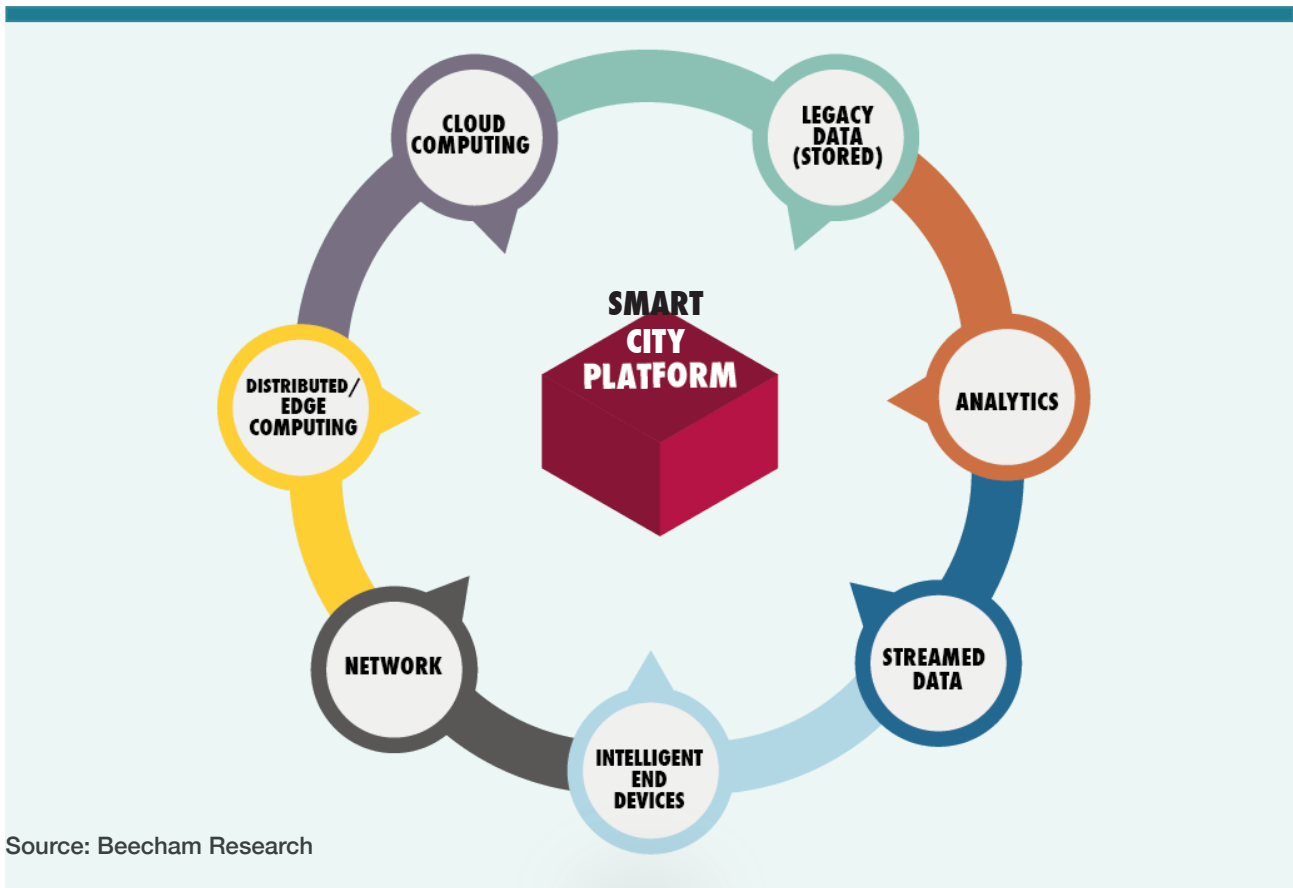 CLOUD
COMPUTING
LEGACY
DATA
(STORED)
SMART
CITY
PLATFORM
DISTRIBUTED/
EDGE
COMPUTING
ANALYTICS
NETWORK
STREAMED
DATA
INTELLIGENT
END
DEVICES
Source: Beecham Research